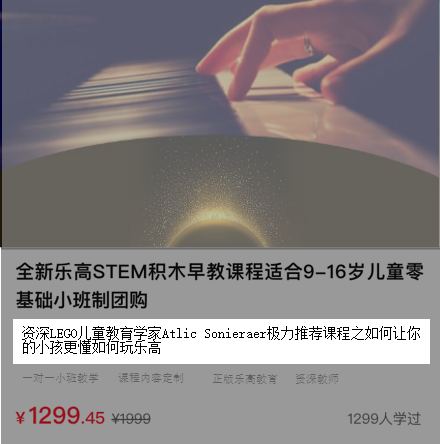 全新乐高STEM积木早教课程适合9-16岁儿童零
基础小班制团购
资深LEGO儿童教育学家Atlic Sonieraer极力推荐课程之如何让你
的小孩更懂如何玩乐高
一对一小班教学 课程内容定制 正版乐高教育 资深教师
¥1299.45 ¥1999 1299人学过